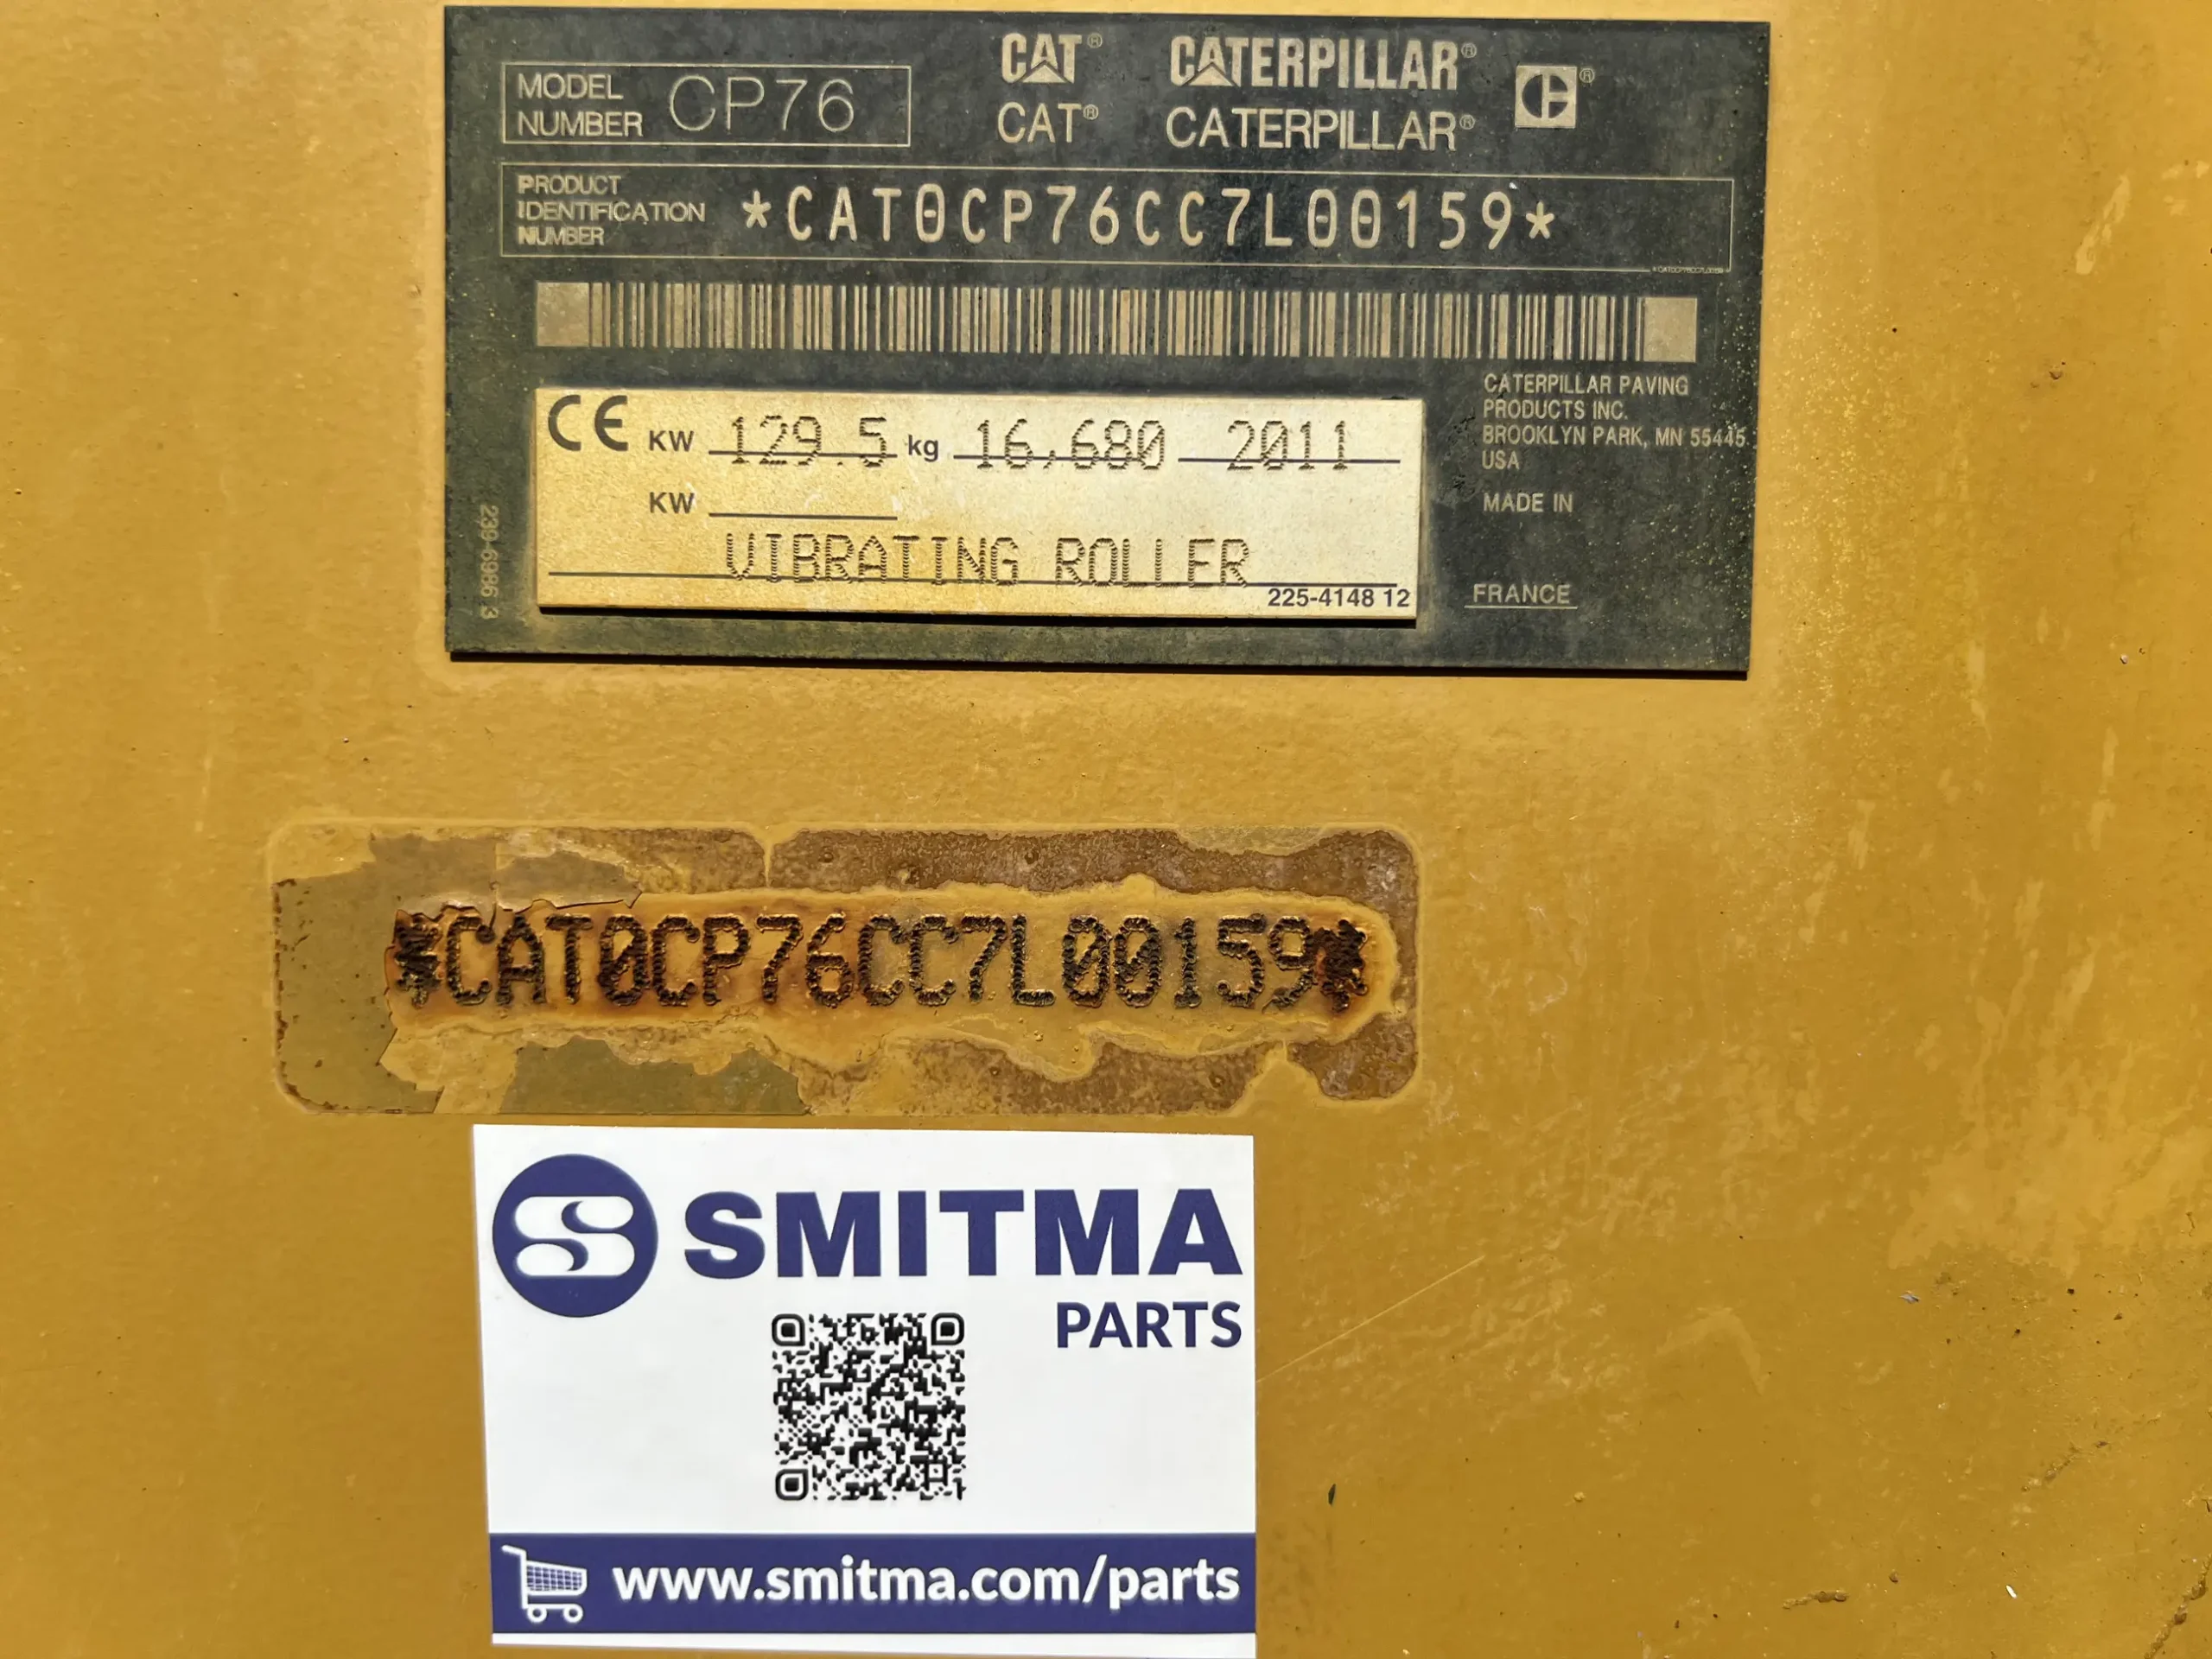 CAT® CATERPILLAR®
MODEL NUMBER CP76
CAT® CATERPILLAR®
PRODUCT IDENTIFICATION NUMBER *CAT0CP76CC7L00159*
*CAT0CP76CC7L00159*
CE KW 129.5 kg 16,680 2011
KW
VIBRATING ROLLER
225-4148 12
CATERPILLAR PAVING
PRODUCTS INC.
BROOKLYN PARK, MN 55445
USA
MADE IN
FRANCE
239-6986 3
*CAT0CP76CC7L00159*
SMITMA
PARTS
www.smitma.com/parts